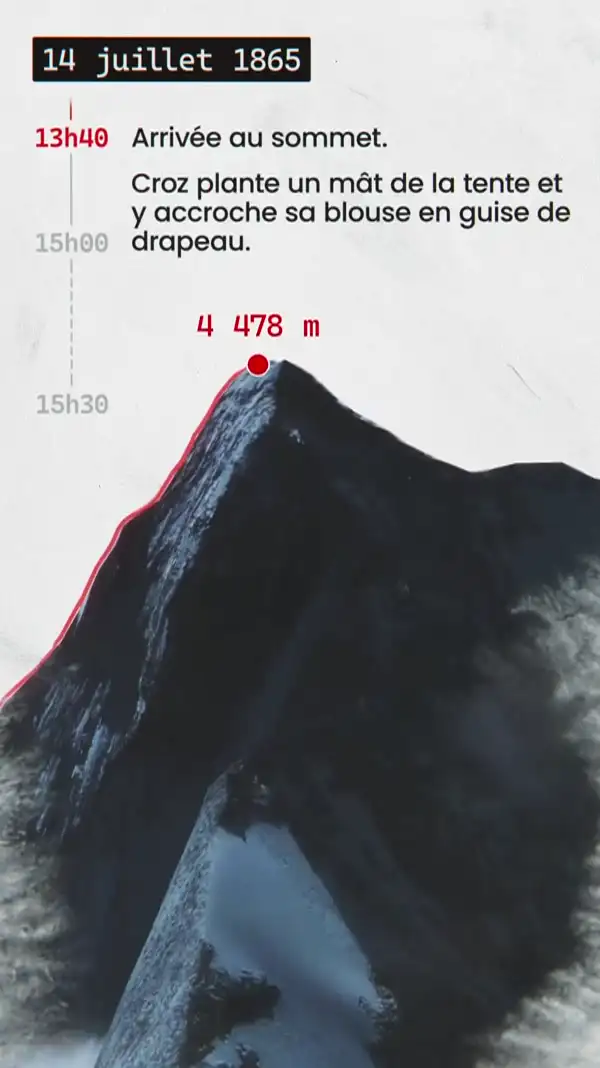 14 juillet 1865
13h40 Arrivée au sommet.
Croz plante un mât de la tente et
y accroche sa blouse en guise de
15h00 drapeau.
4 478 m
15h30